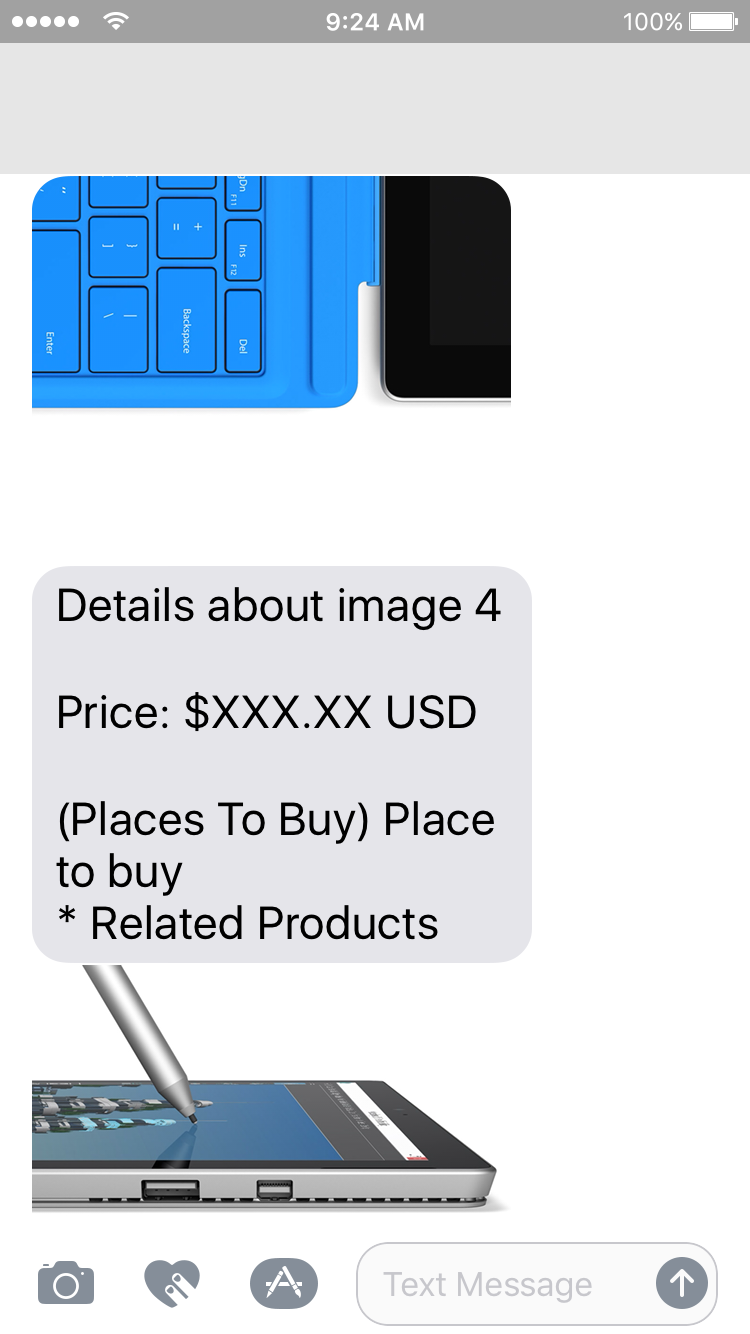 9:24 AM
100%
gDn
F11
“
=
+
Ins
F12
]
}
\
|
Backspace
Enter
Del
Details about image 4
Price: $XXX.XX USD
(Places To Buy) Place
to buy
* Related Products
Text Message